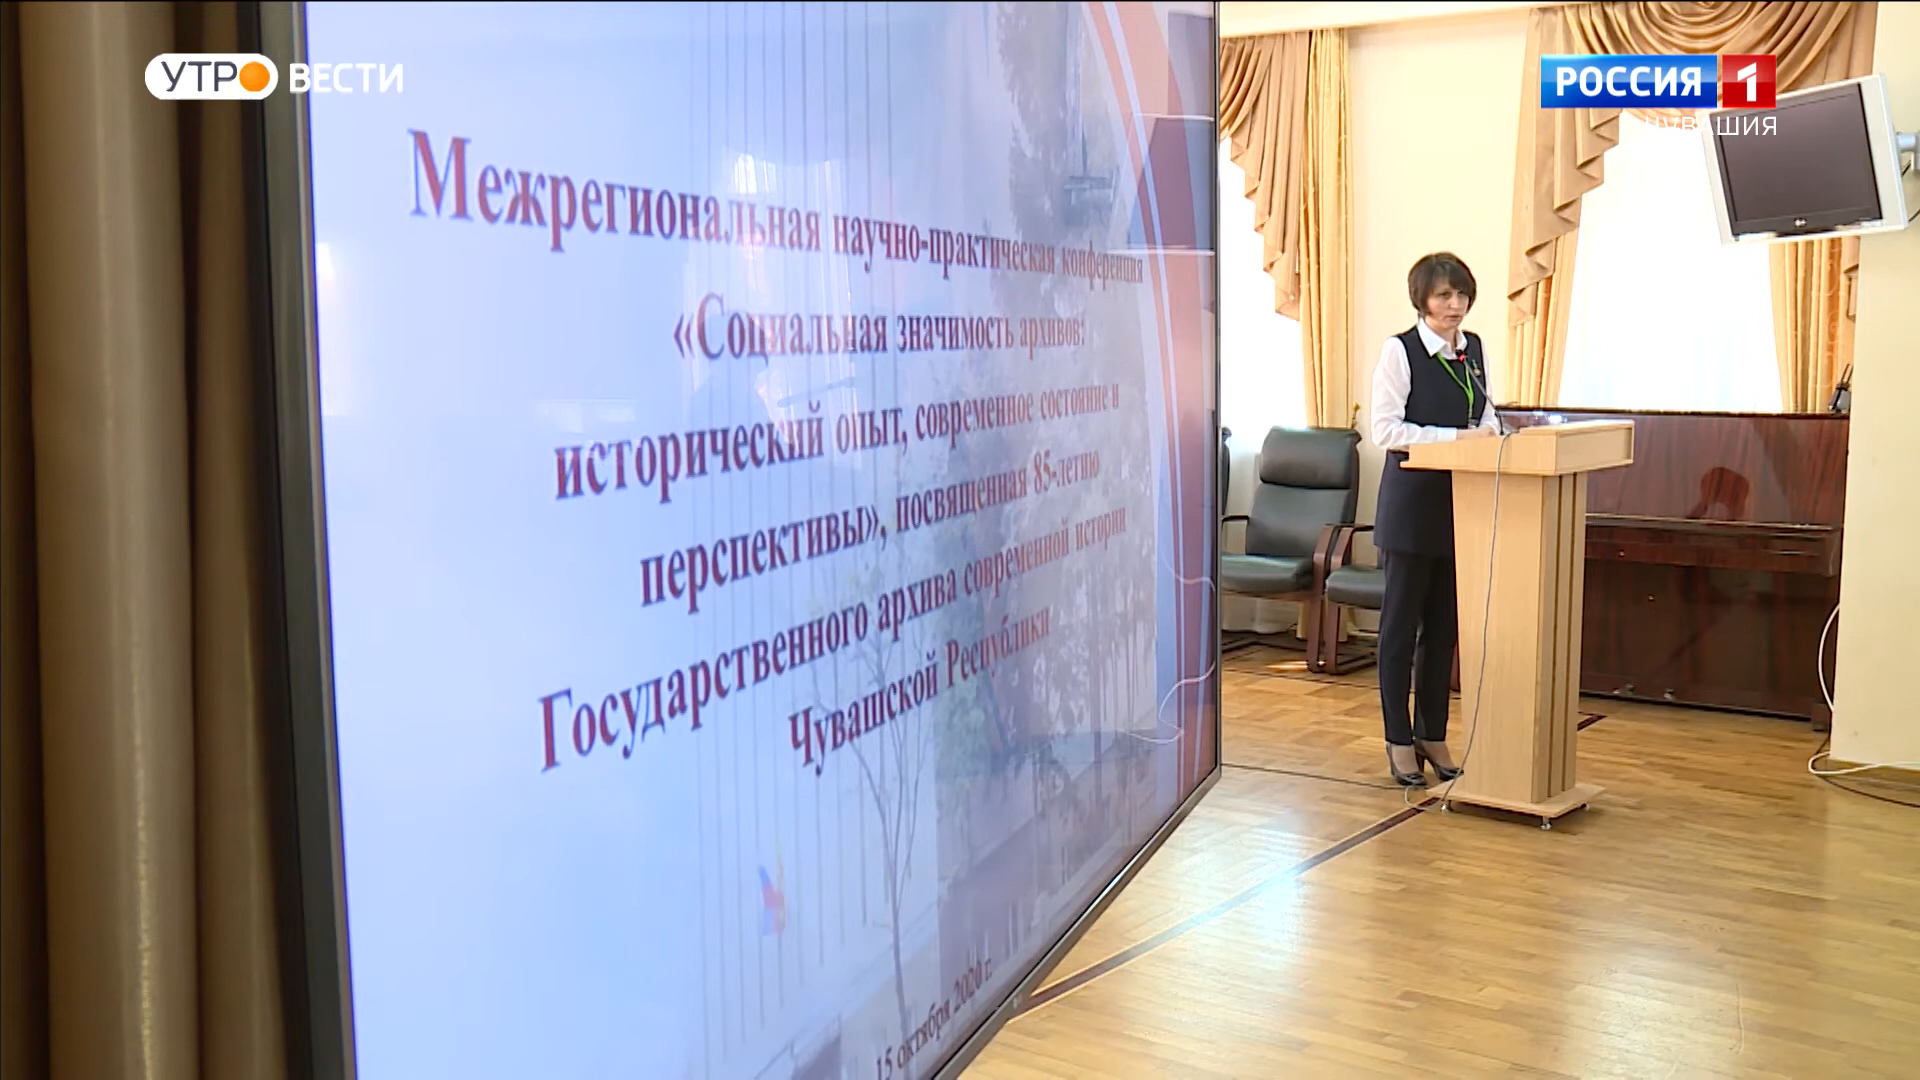 УТРО ВЕСТИ
РОССИЯ 1
ЧУВАШИЯ
Межрегиональная научно-практическая конференция
«Социальная значимость архивов:
исторический опыт, современное состояние и
перспективы», посвященная 85-летию
Государственного архива современной истории
Чувашской Республики
15 октября 2020 г.